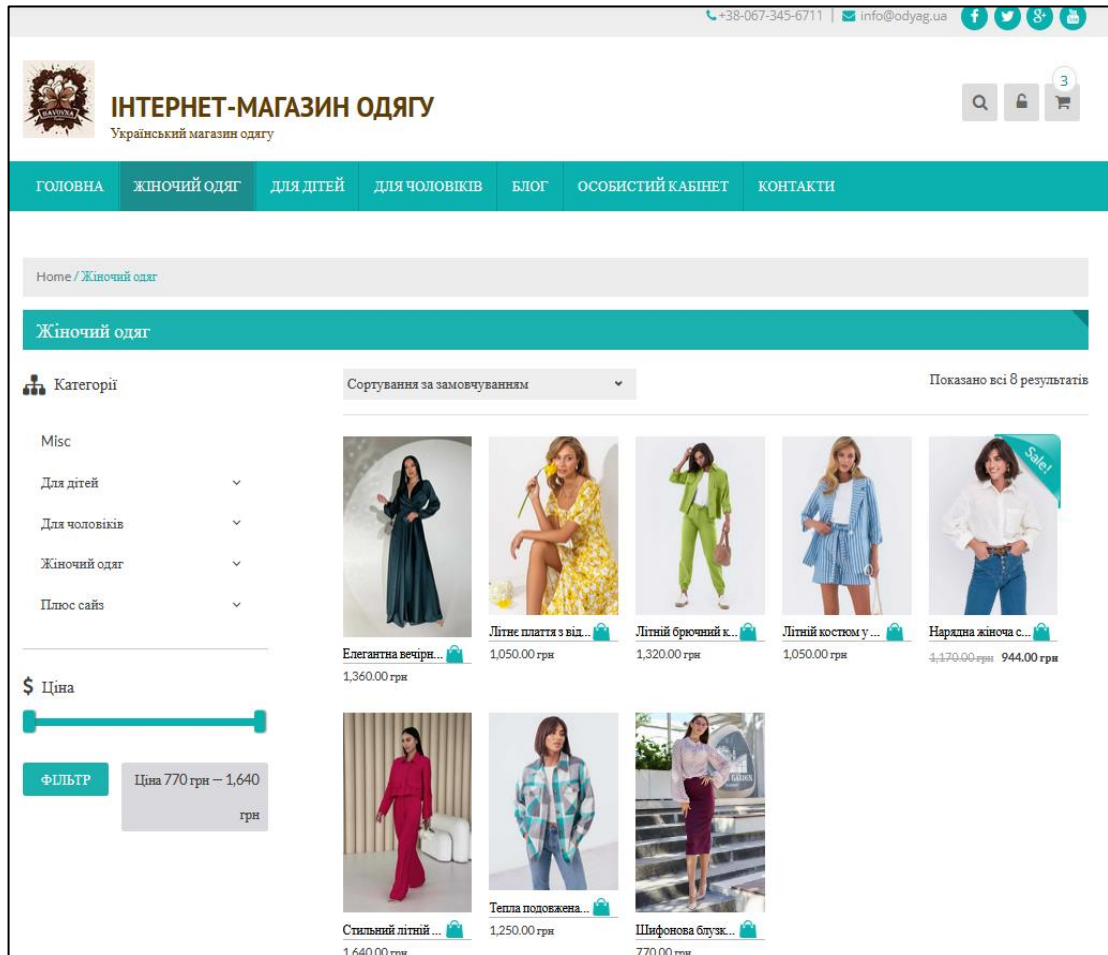 +38-067-345-6711 | info@odyag.ua
3
ІНТЕРНЕТ-МАГАЗИН ОДЯГУ
Український магазин одягу
ГОЛОВНА ЖІНОЧИЙ ОДЯГ ДЛЯ ДІТЕЙ ДЛЯ ЧОЛОВІКІВ БЛОГ ОСОБИСТИЙ КАБІНЕТ КОНТАКТИ
Home / Жіночий одяг
Жіночий одяг
Категорії
Misc
Для дітей
Для чоловіків
Жіночий одяг
Плюс сайз
$ Ціна
ФІЛЬТР
Ціна 770 грн — 1,640
грн
Сортування за замовчуванням
Показано всі 8 результатів
Sale!
Елегантна вечірн...
1,360.00 грн
Літнє плаття з від...
1,050.00 грн
Літній брючний к...
1,320.00 грн
Літній костюм у ...
1,050.00 грн
Нарядна жіноча с...
1,170.00 грн 944.00 грн
Стильний літній ...
1,640.00 грн
Тепла подовжена...
1,250.00 грн
Шифонова блузк...
770.00 грн